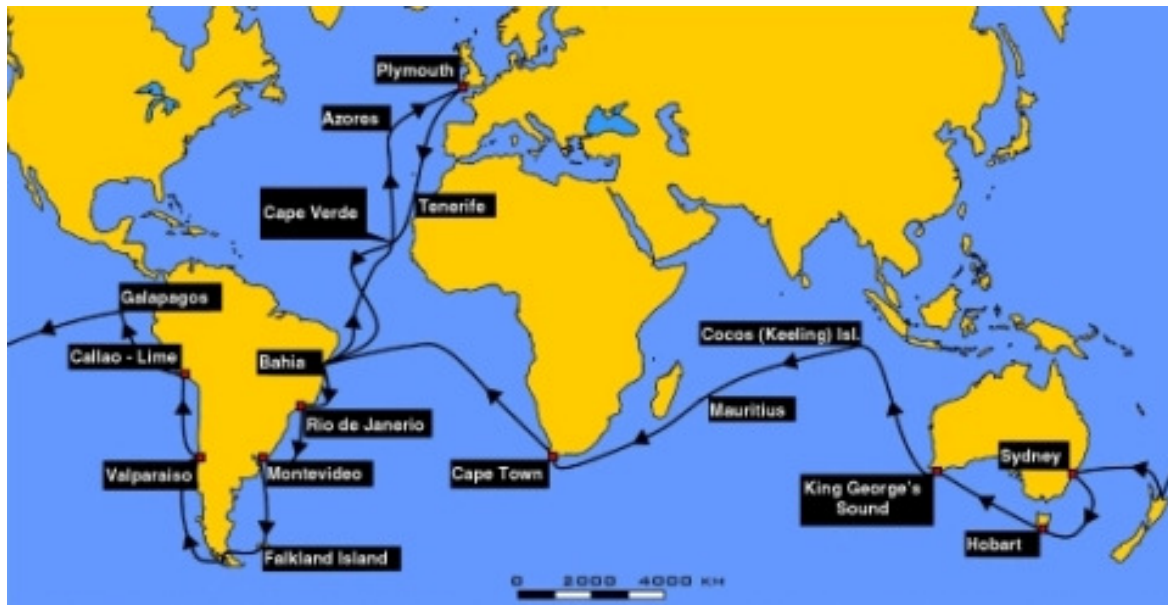 Plymouth
Azores
Cape Verde
Tenerife
Galapagos
Cocos (Keeling) Isl.
Callao - Lime
Bahia
Mauritius
Rio de Janerio
Sydney
Valparaiso
Montevideo
Cape Town
King George's
Sound
Hobart
Falkland Island
0 2000 4000 KM